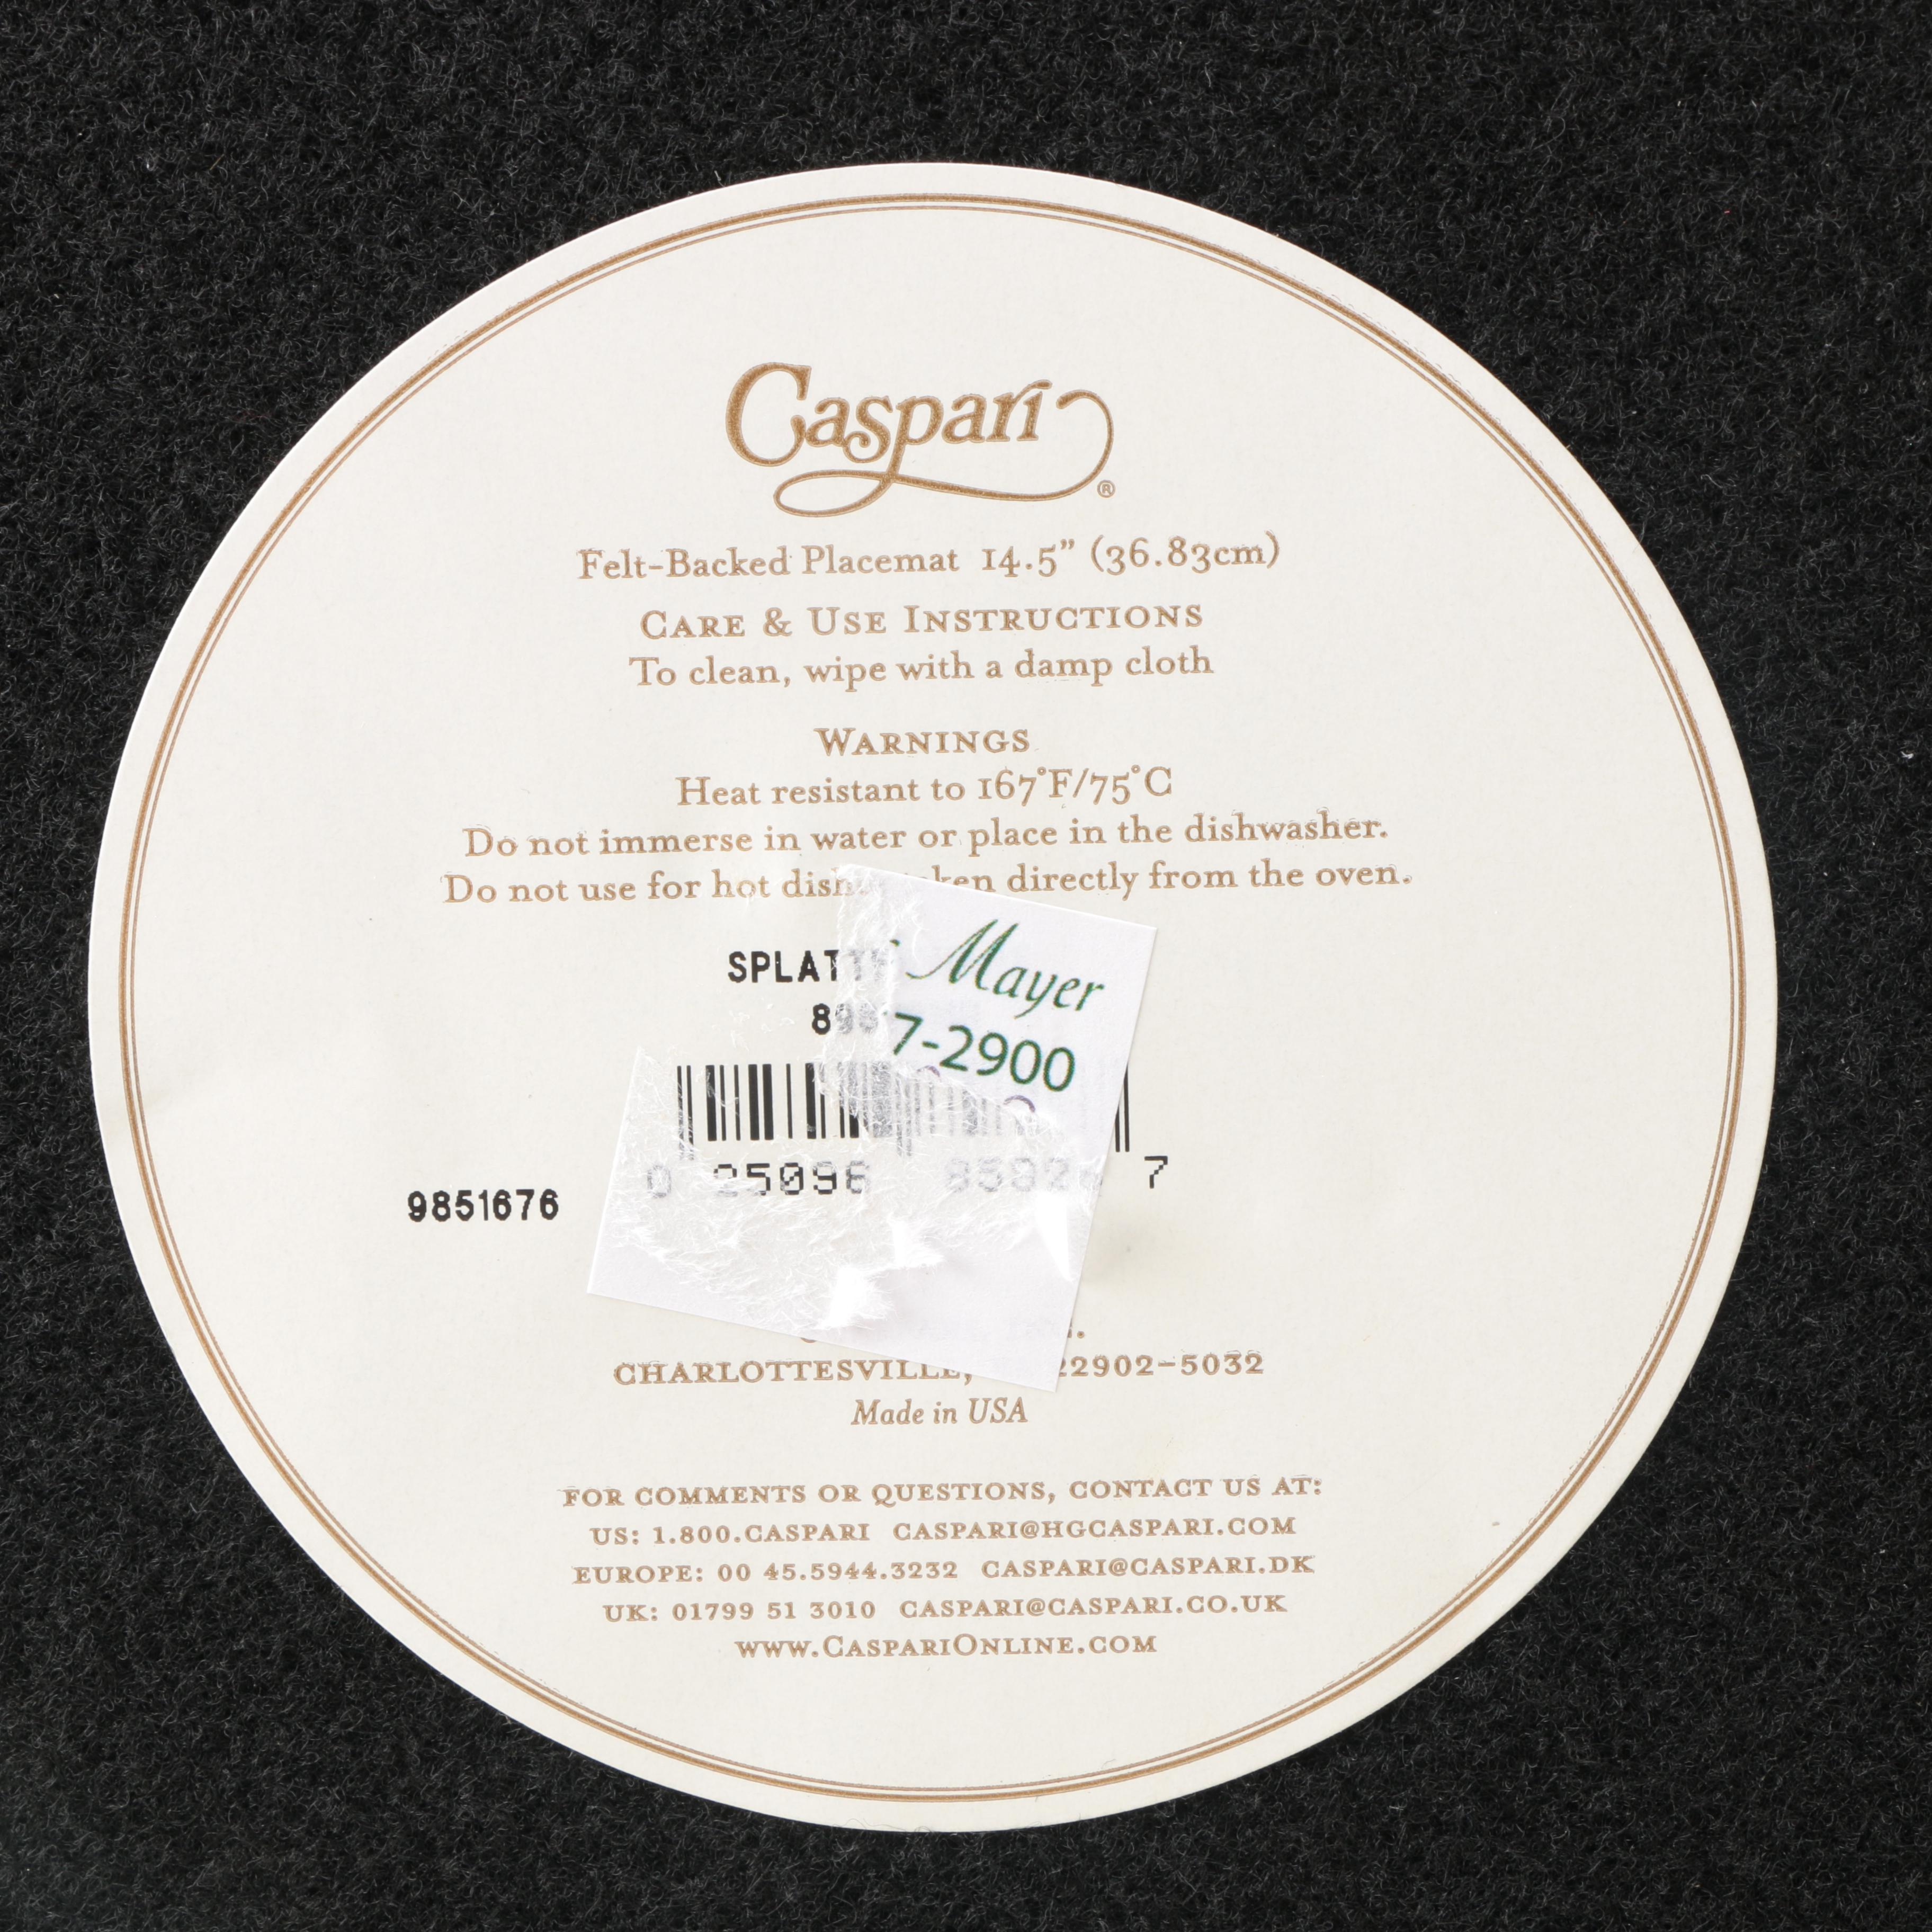 Caspari®
Felt-Backed Placemat 14.5” (36.83cm)
CARE & USE INSTRUCTIONS
To clean, wipe with a damp cloth
WARNINGS
Heat resistant to 167°F/75°C
Do not immerse in water or place in the dishwasher.
Do not use for hot directly from the oven.
Mayer
7-2900
7
9851676
CHARLOTTESVILLE, 22902-5032
Made in USA
FOR COMMENTS OR QUESTIONS, CONTACT US AT:
US: 1.800.CASPARI CASPARI@HGCASPARI.COM
EUROPE: 00 45.5944.3232 CASPARI@CASPARI.DK
UK: 01799 51 3010 CASPARI@CASPARI.CO.UK
WWW.CASPARIONLINE.COM